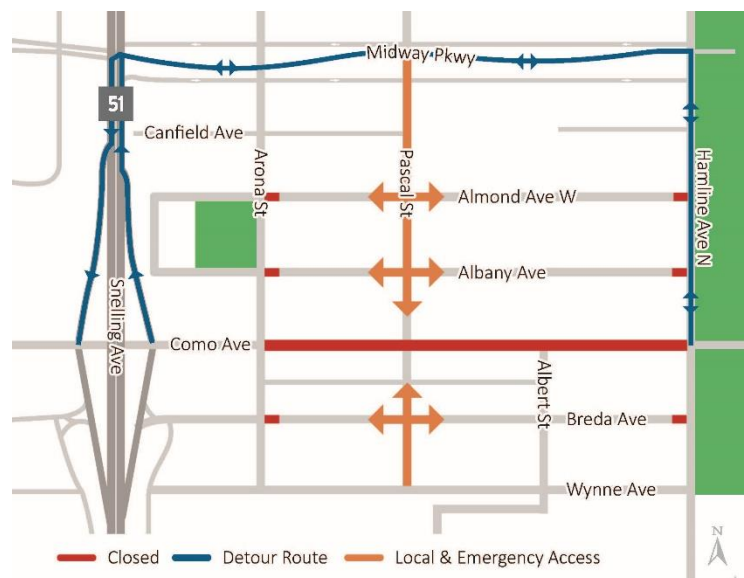 Midway Pkwy
51
Canfield Ave
Arona St
Pascal St
Hamline Ave N
Almond Ave W
Albany Ave
Snelling Ave
Como Ave
Albert St
Breda Ave
Wynne Ave
N
Closed
Detour Route
Local & Emergency Access